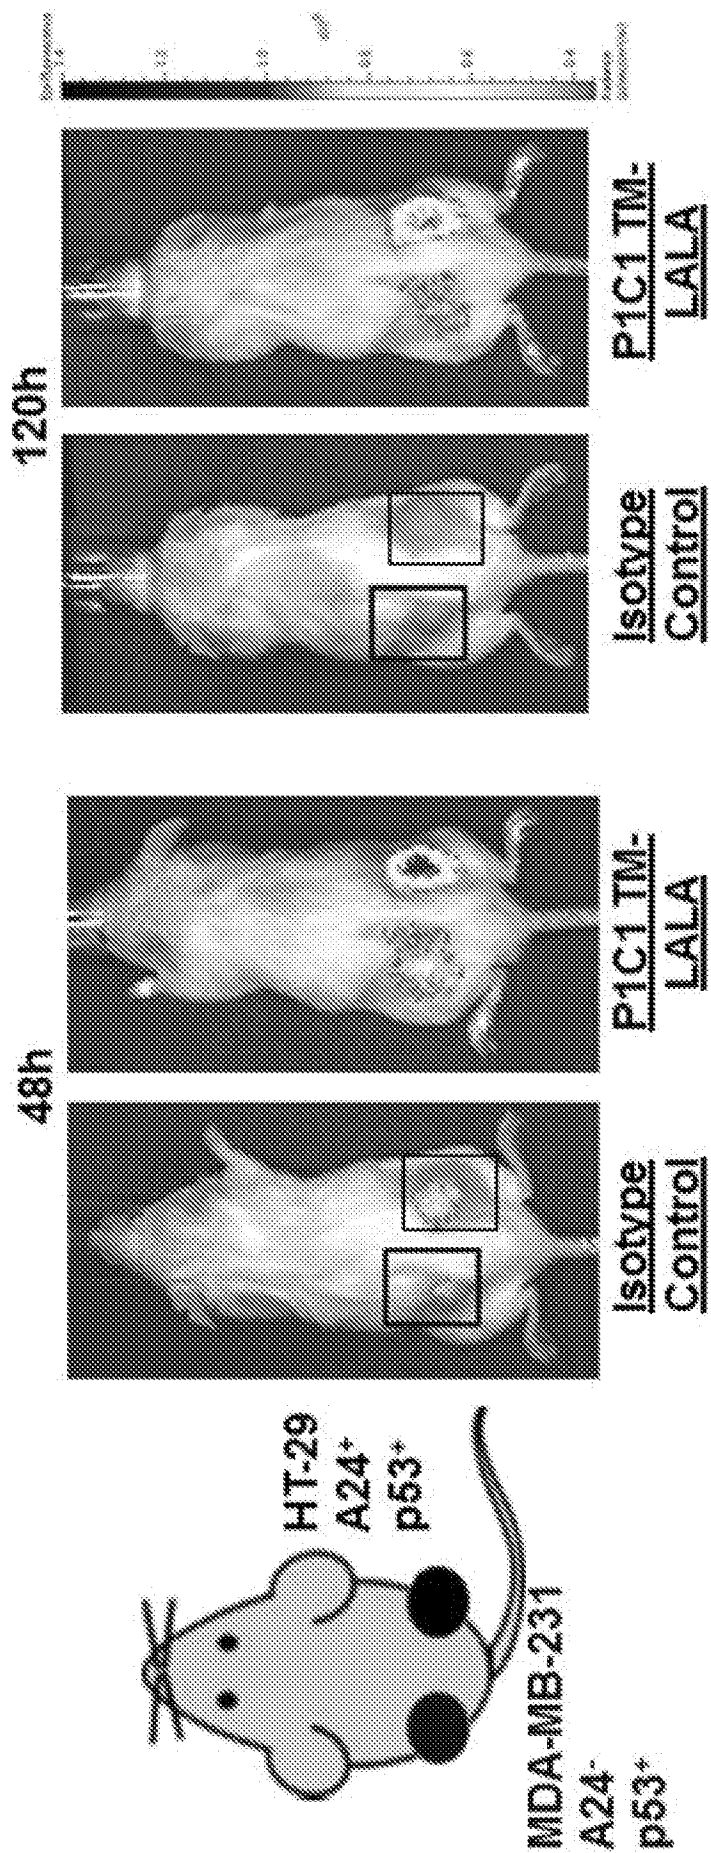 48h
120h
HT-29
A24⁺
p53⁺
MDA-MB-231
A24⁻
p53⁺
Isotype
Control
P1C1 TM-
LALA
Isotype
Control
P1C1 TM-
LALA